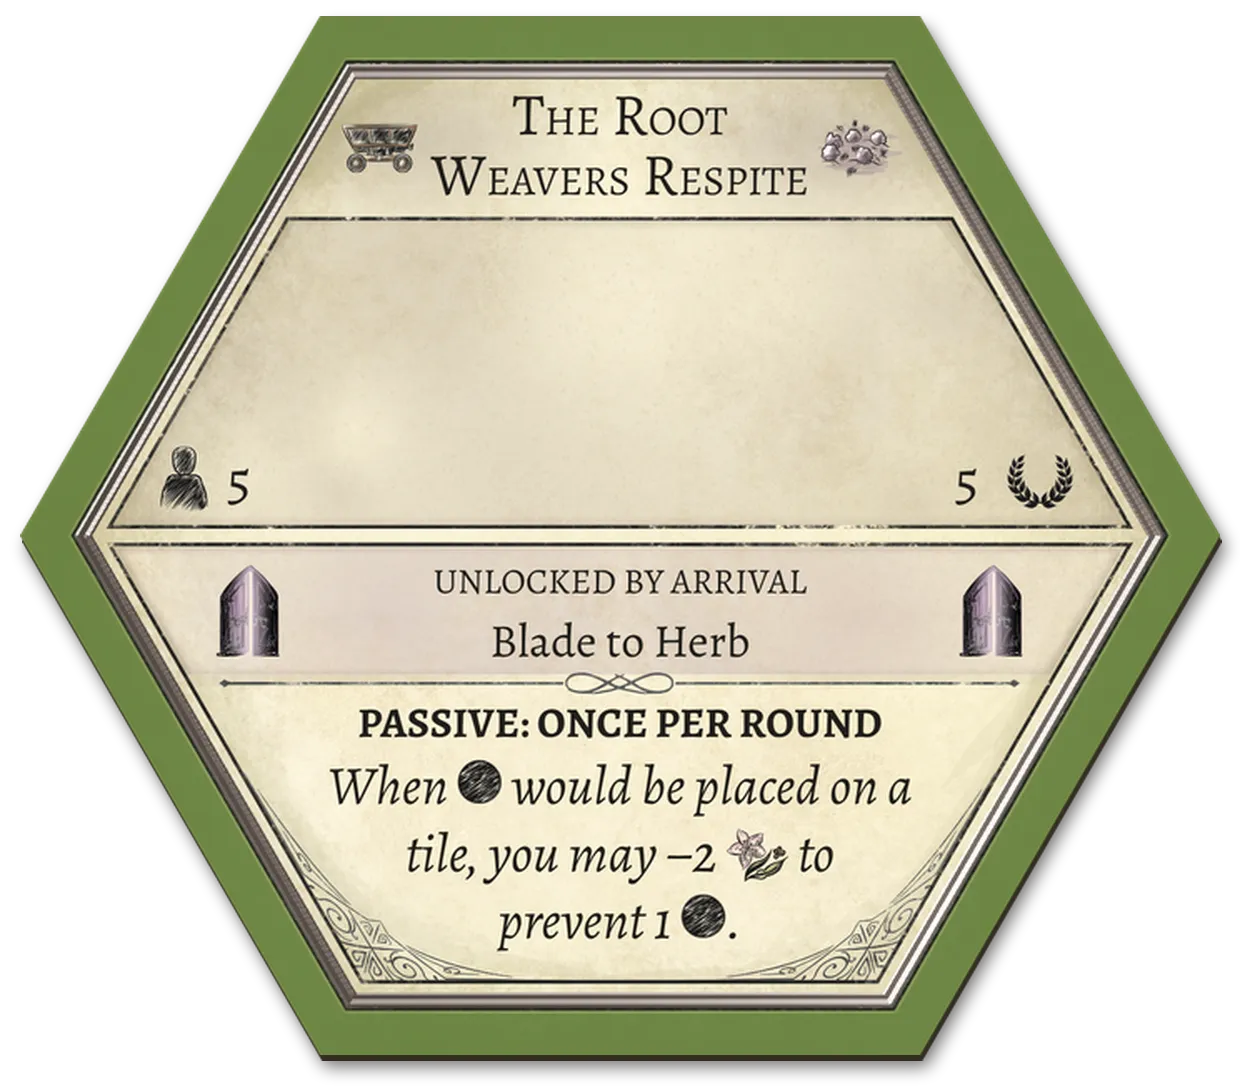 The Root
Weavers Respite
5
5
UNLOCKED BY ARRIVAL
Blade to Herb
PASSIVE: ONCE PER ROUND
When would be placed on a
tile, you may –2 to
prevent 1 .